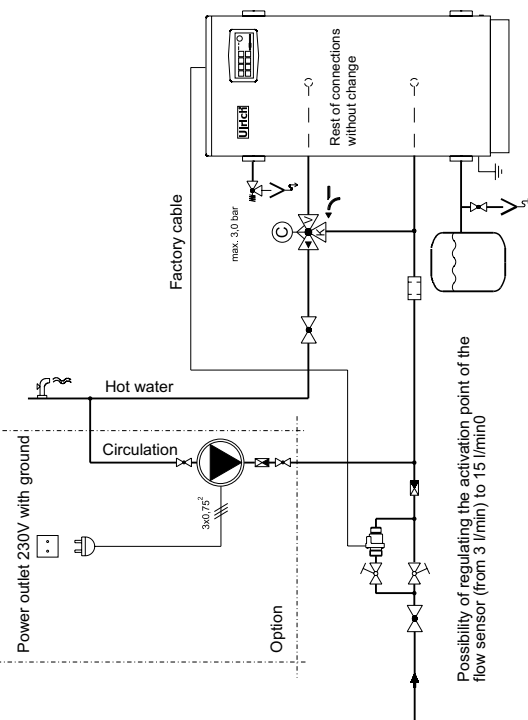 Ulrich
Rest of connections
without change
Factory cable
max. 3,0 bar
C
V
K
Hot water
Circulation
Power outlet 230V with ground
3x0,75²
Option
Possibility of regulating the activation point of the
flow sensor (from 3 l/min) to 15 l/min0